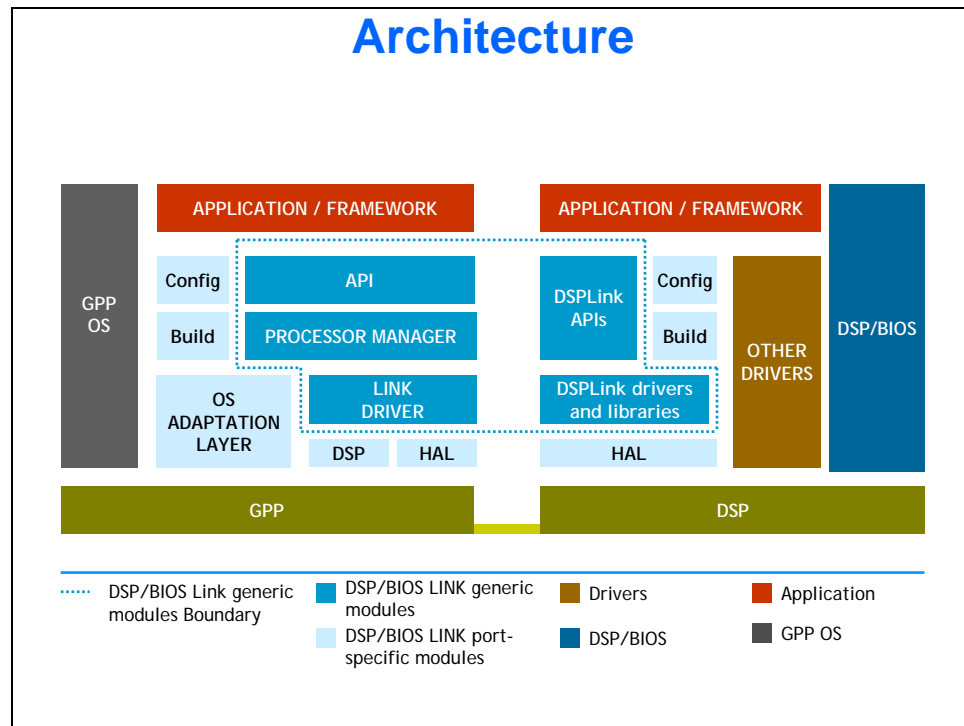 Architecture
GPP
OS
APPLICATION / FRAMEWORK
Config
API
Build
PROCESSOR MANAGER
OS
ADAPTATION
LAYER
LINK
DRIVER
DSP
HAL
APPLICATION / FRAMEWORK
DSPLink
APIs
Config
Build
DSPLink drivers
and libraries
HAL
OTHER
DRIVERS
DSP/BIOS
GPP
DSP
DSP/BIOS Link generic
modules Boundary
DSP/BIOS LINK generic
modules
DSP/BIOS LINK port-
specific modules
Drivers
DSP/BIOS
Application
GPP OS